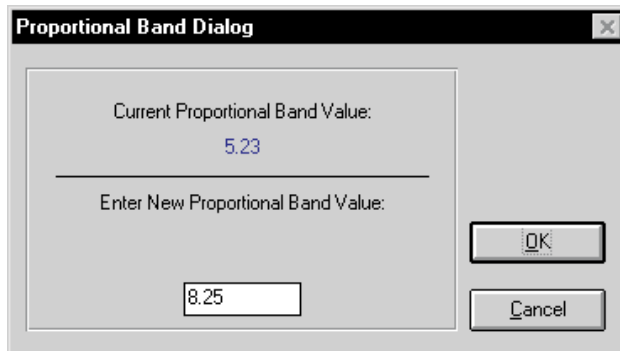 Proportional Band Dialog
Current Proportional Band Value:
5.23
Enter New Proportional Band Value:
8.25
OK
Cancel